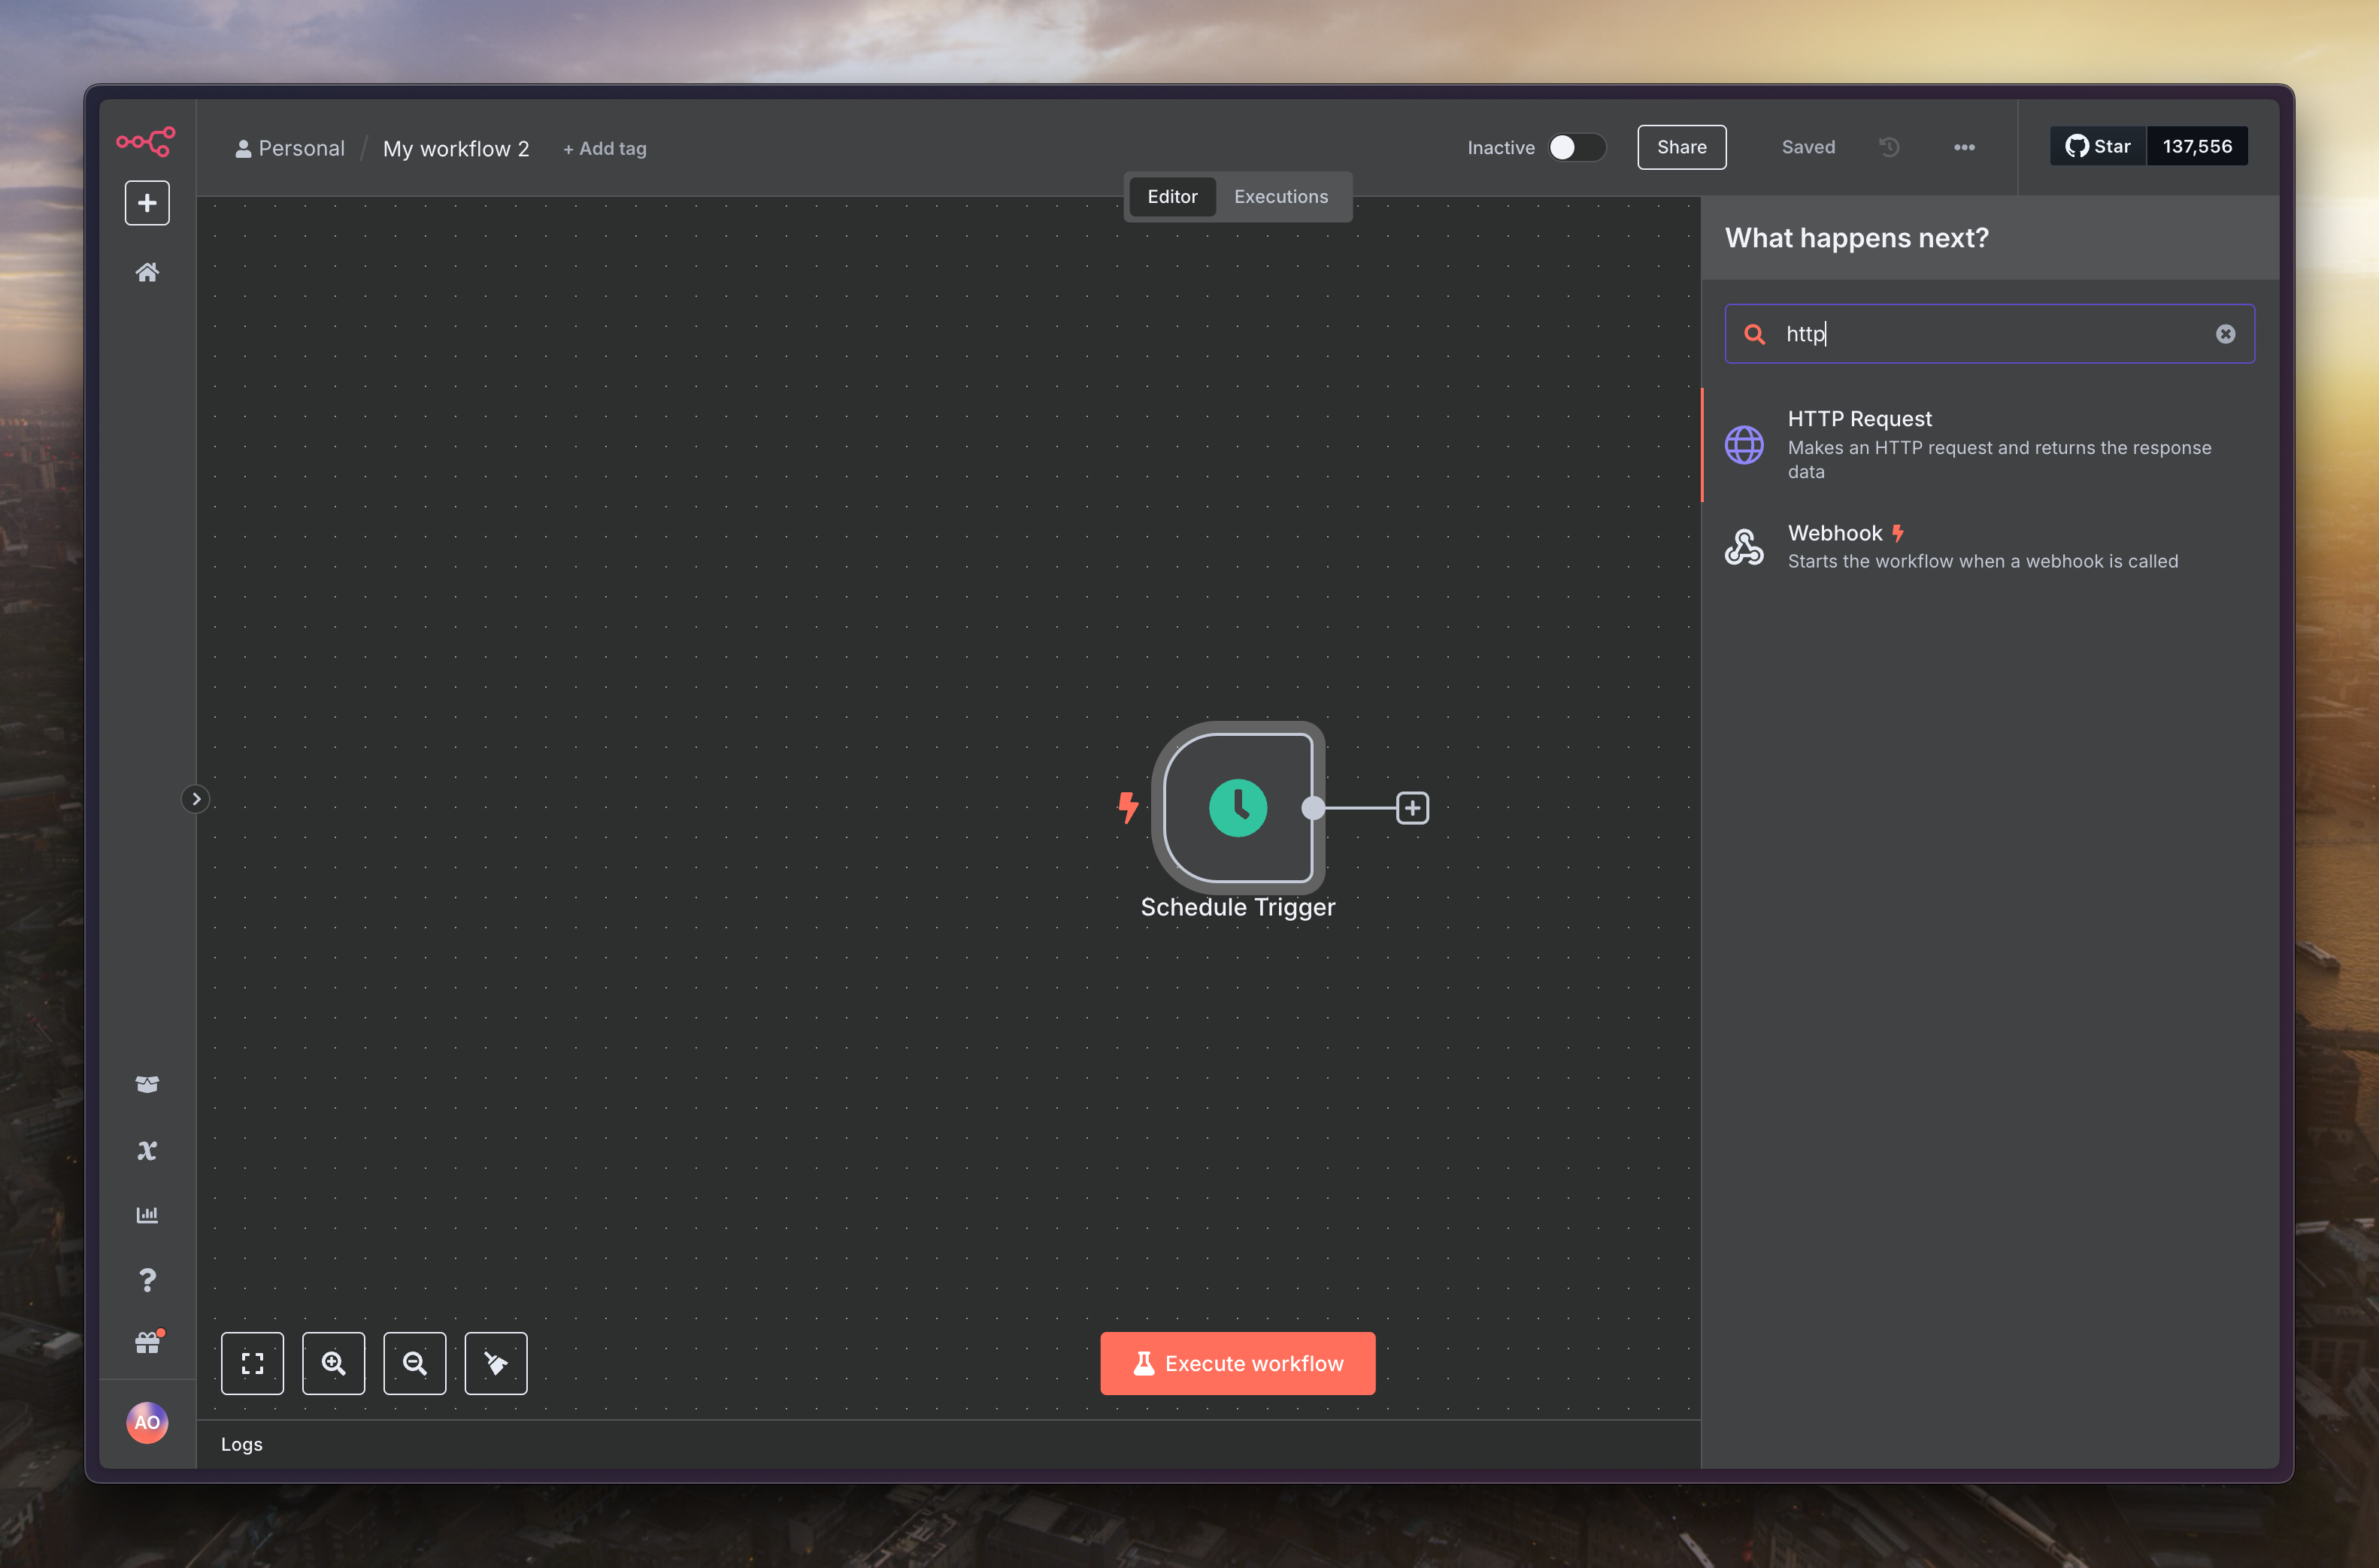 Personal / My workflow 2 + Add tag
Inactive
Share
Saved
Star 137,556
Editor Executions
What happens next?
http
HTTP Request
Makes an HTTP request and returns the response
data
Webhook
Starts the workflow when a webhook is called
Schedule Trigger
Execute workflow
AO
Logs